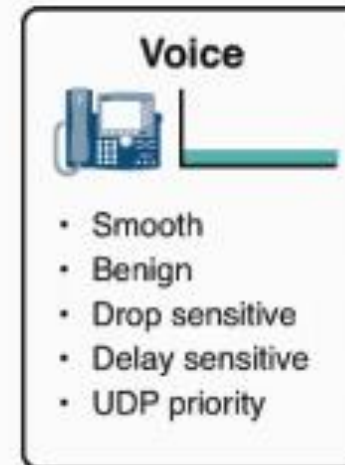 Voice
• Smooth
• Benign
• Drop sensitive
• Delay sensitive
• UDP priority